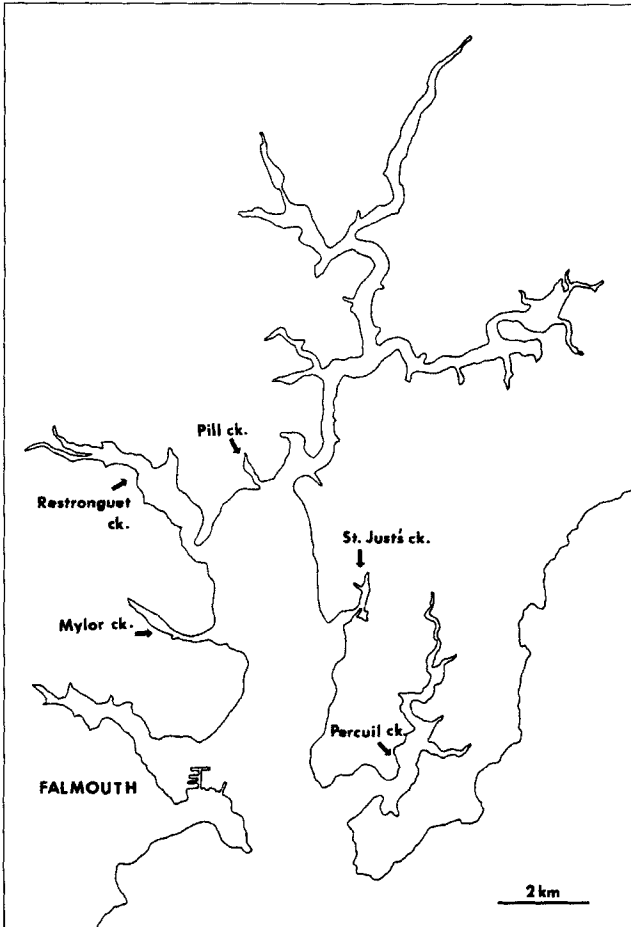 Pill ck.
Restronguet
ck.
St. Just's ck.
Mylor ck.
Percuil ck.
FALMOUTH
2 km